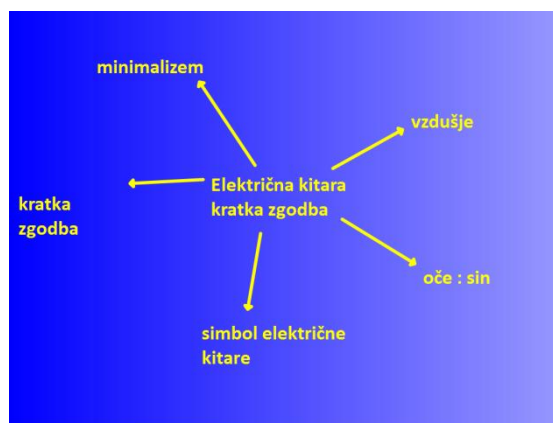 minimalizem
vzdušje
Električna kitara
kratka zgodba
kratka
zgodba
oče : sin
simbol električne
kitare